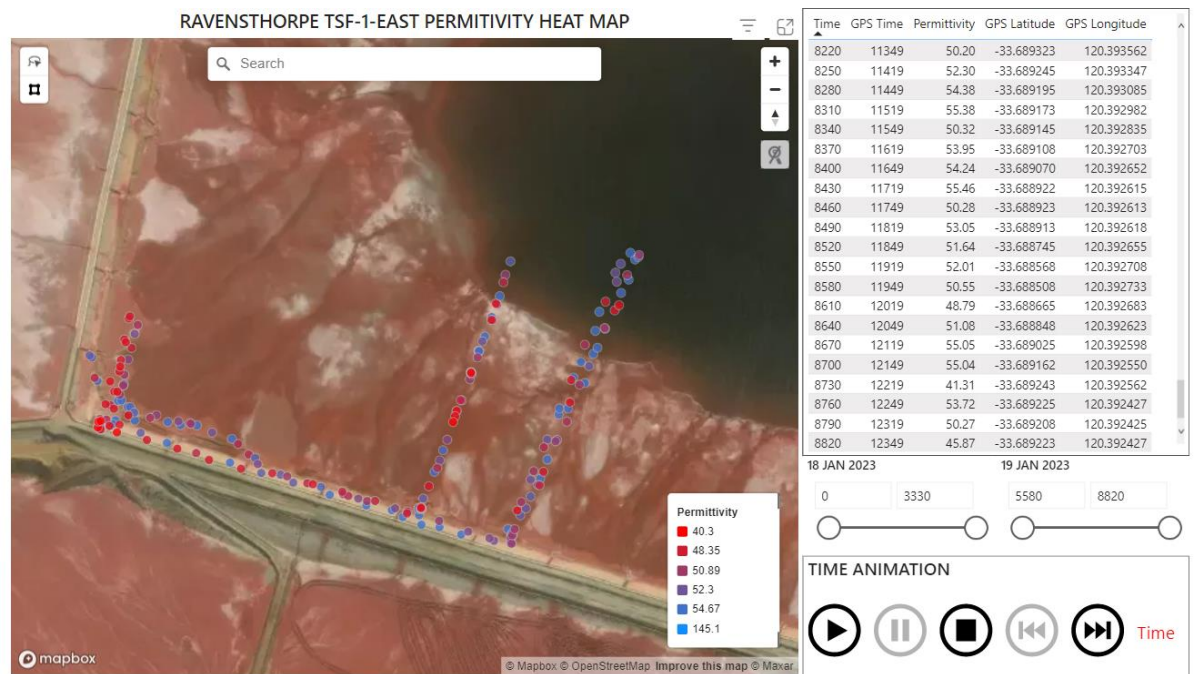 RAVENSTHORPE TSF-1-EAST PERMITIVITY HEAT MAP
Search
Permittivity
40.3
48.35
50.89
52.3
54.67
145.1
mapbox
© Mapbox © OpenStreetMap Improve this map © Maxar
Time GPS Time Permittivity GPS Latitude GPS Longitude
8220 11349 50.20 -33.689323 120.393562
8250 11419 52.30 -33.689245 120.393347
8280 11449 54.38 -33.689195 120.393085
8310 11519 55.38 -33.689173 120.392982
8340 11549 50.32 -33.689145 120.392835
8370 11619 53.95 -33.689108 120.392703
8400 11649 54.24 -33.689070 120.392652
8430 11719 55.46 -33.688922 120.392615
8460 11749 50.28 -33.688923 120.392613
8490 11819 53.05 -33.688913 120.392618
8520 11849 51.64 -33.688745 120.392655
8550 11919 52.01 -33.688568 120.392708
8580 11949 50.55 -33.688508 120.392733
8610 12019 48.79 -33.688665 120.392683
8640 12049 51.08 -33.688848 120.392623
8670 12119 55.05 -33.689025 120.392598
8700 12149 55.04 -33.689162 120.392550
8730 12219 41.31 -33.689243 120.392562
8760 12249 53.72 -33.689225 120.392427
8790 12319 50.27 -33.689208 120.392425
8820 12349 45.87 -33.689223 120.392427
18 JAN 2023 19 JAN 2023
0 3330 5580 8820
TIME ANIMATION
Time